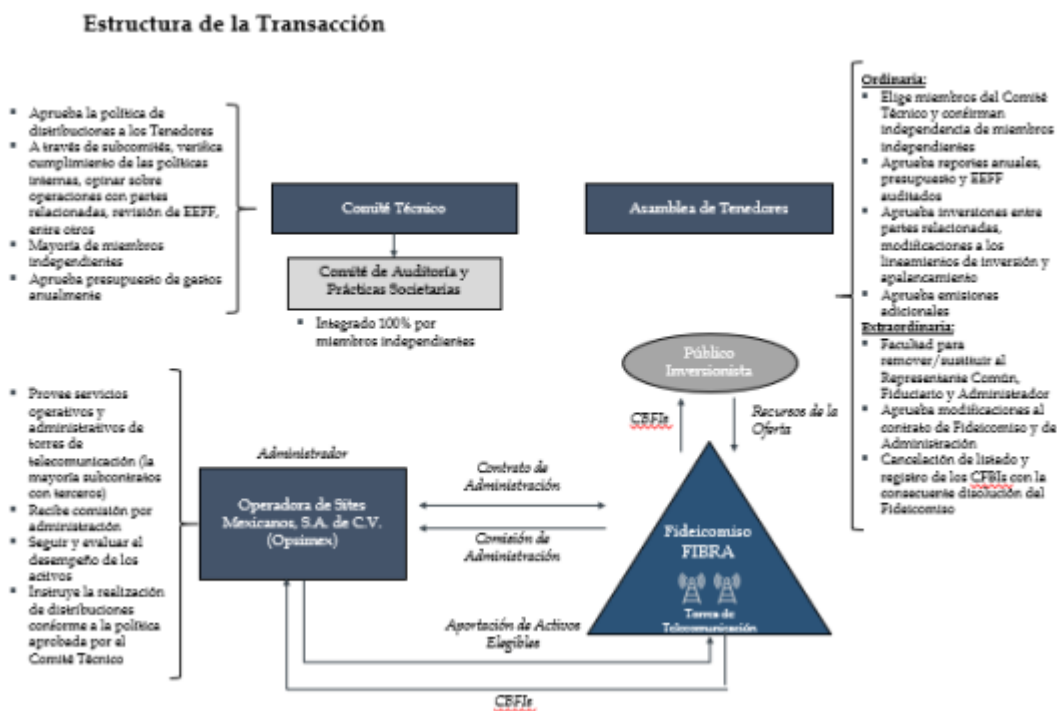 Estructura de la Transacción
Aprueba la política de
distribuciones a los Tenedores
A través de subcomités, verifica
cumplimiento de las políticas
internas, opinar sobre
operaciones con partes
relacionadas, revisión de EEFF,
entre otros
Mayoría de miembros
independientes
Aprueba presupuesto de gastos
anualmente
Comité Técnico
Comité de Auditoría y
Prácticas Societarias
Integrado 100% por
miembros independientes
Asamblea de Tenedores
Ordinaria:
Elige miembros del Comité
Técnico y confirman
independencia de miembros
independientes
Aprueba reportes anuales,
presupuesto y EEFF
auditados
Aprueba inversiones entre
partes relacionadas,
modificaciones a los
lineamientos de inversión y
apalancamiento
Aprueba emisiones
adicionales
Extraordinaria:
Facultad para
remover/sustituir al
Representante Común,
Fiduciario y Administrador
Aprueba modificaciones al
contrato de Fideicomiso y de
Administración
Cancelación de listado y
registro de los CFBIs con la
consecuente disolución del
Fideicomiso
Público
Inversionista
CBFIs
Recursos de la
Oferta
Provee servicios
operativos y
administrativos de
torres de
telecomunicación (la
mayoría subcontratos
con terceros)
Recibe comisión por
administración
Seguir y evaluar el
desempeño de los
activos
Instruye la realización
de distribuciones
conforme a la política
aprobada por el
Comité Técnico
Administrador
Operadora de Sites
Mexicanos, S.A. de C.V.
(Opsimex)
Contrato de
Administración
Comisión de
Administración
Fideicomiso
FIBRA
Torres de
Telecomunicación
Aportación de Activos
Elegibles
CBFIs